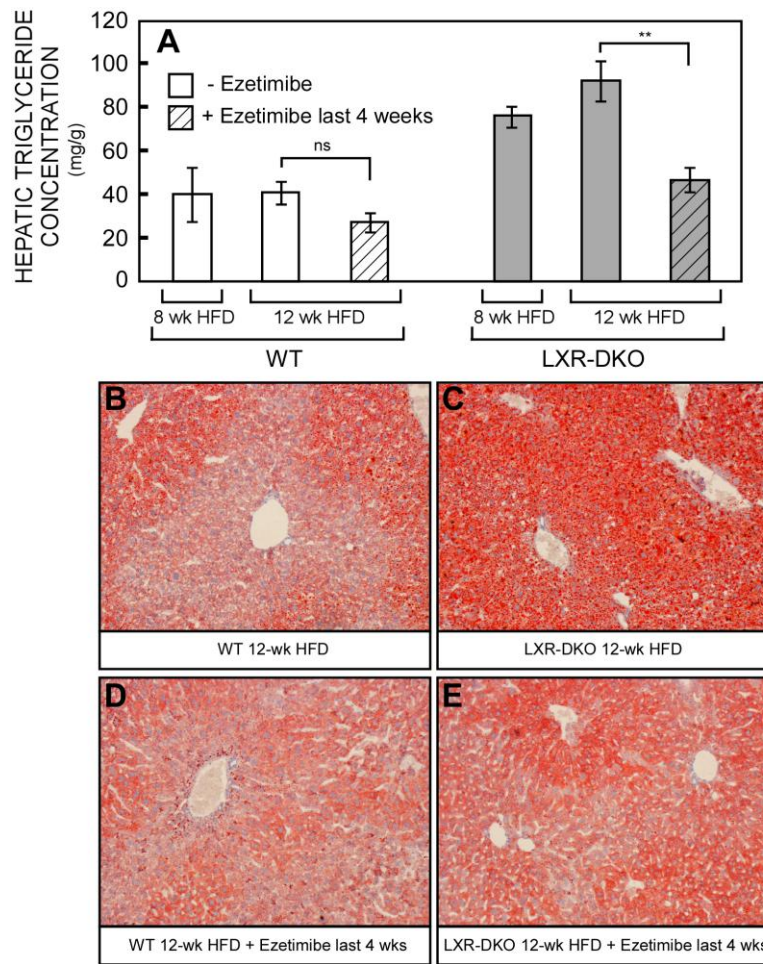 A
HEPATIC TRIGLYCERIDE
CONCENTRATION
(mg/g)
120
100
80
60
40
20
0
- Ezetimibe
+ Ezetimibe last 4 weeks
ns
**
8 wk HFD
12 wk HFD
8 wk HFD
12 wk HFD
WT
LXR-DKO
B
C
WT 12-wk HFD
LXR-DKO 12-wk HFD
D
E
WT 12-wk HFD + Ezetimibe last 4 wks
LXR-DKO 12-wk HFD + Ezetimibe last 4 wks